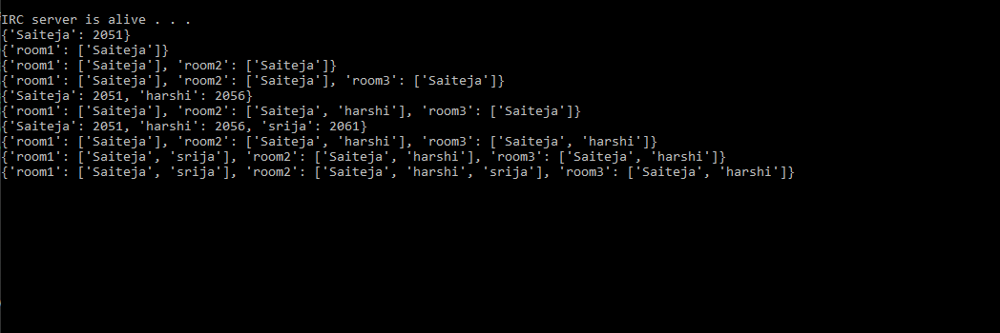 IRC server is alive . . .
{'Saiteja': 2051}
{'room1': ['Saiteja']}
{'room1': ['Saiteja'], 'room2': ['Saiteja']}
{'room1': ['Saiteja'], 'room2': ['Saiteja'], 'room3': ['Saiteja']}
{'Saiteja': 2051, 'harshi': 2056}
{'room1': ['Saiteja'], 'room2': ['Saiteja', 'harshi'], 'room3': ['Saiteja']}
{'Saiteja': 2051, 'harshi': 2056, 'srija': 2061}
{'room1': ['Saiteja'], 'room2': ['Saiteja', 'harshi'], 'room3': ['Saiteja', 'harshi']}
{'room1': ['Saiteja', 'srija'], 'room2': ['Saiteja', 'harshi'], 'room3': ['Saiteja', 'harshi']}
{'room1': ['Saiteja', 'srija'], 'room2': ['Saiteja', 'harshi', 'srija'], 'room3': ['Saiteja', 'harshi']}